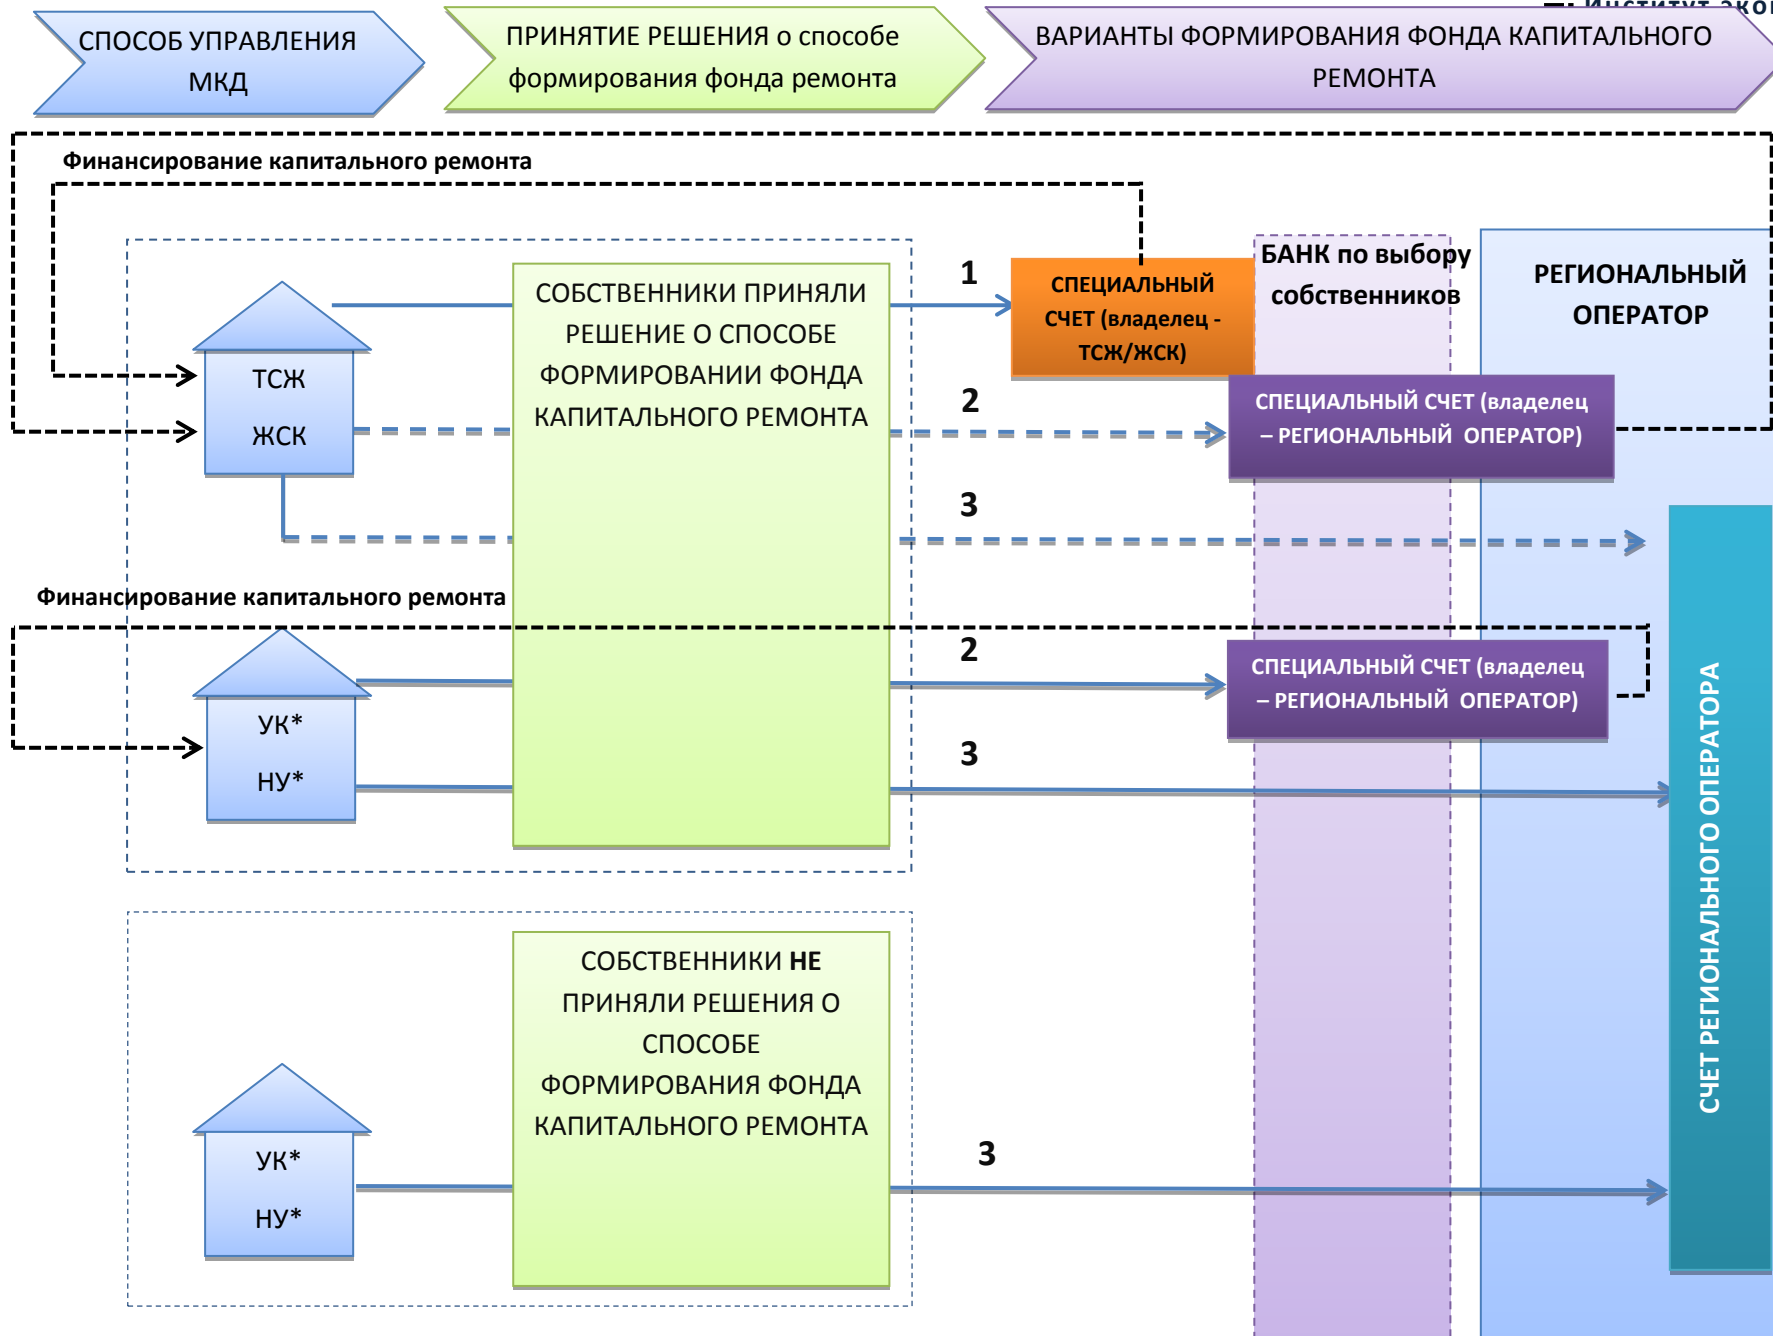 СПОСОБ УПРАВЛЕНИЯ
МКД
ПРИНЯТИЕ РЕШЕНИЯ о способе
формирования фонда ремонта
ВАРИАНТЫ ФОРМИРОВАНИЯ ФОНДА КАПИТАЛЬНОГО
РЕМОНТА
Финансирование капитального ремонта
ТСЖ
ЖСК
СОБСТВЕННИКИ ПРИНЯЛИ
РЕШЕНИЕ О СПОСОБЕ
ФОРМИРОВАНИИ ФОНДА
КАПИТАЛЬНОГО РЕМОНТА
1
СПЕЦИАЛЬНЫЙ
СЧЕТ (владелец -
ТСЖ/ЖСК)
БАНК по выбору
собственников
РЕГИОНАЛЬНЫЙ
ОПЕРАТОР
2
СПЕЦИАЛЬНЫЙ СЧЕТ (владелец
– РЕГИОНАЛЬНЫЙ ОПЕРАТОР)
3
Финансирование капитального ремонта
УК*
НУ*
2
СПЕЦИАЛЬНЫЙ СЧЕТ (владелец
– РЕГИОНАЛЬНЫЙ ОПЕРАТОР)
3
СЧЕТ РЕГИОНАЛЬНОГО ОПЕРАТОРА
СОБСТВЕННИКИ НЕ
ПРИНЯЛИ РЕШЕНИЯ О
СПОСОБЕ
ФОРМИРОВАНИЯ ФОНДА
КАПИТАЛЬНОГО РЕМОНТА
УК*
НУ*
3